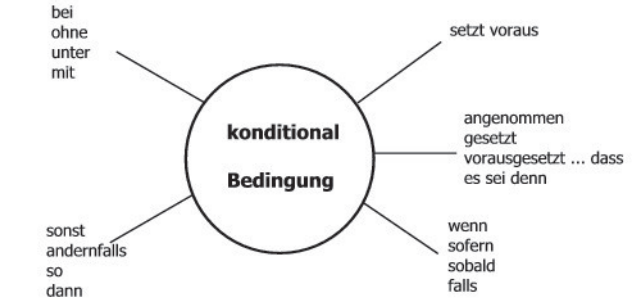 bei
ohne
unter
mit
setzt voraus
konditional
Bedingung
angenommen
gesetzt
vorausgesetzt ... dass
es sei denn
sonst
andernfalls
so
dann
wenn
sofern
sobald
falls